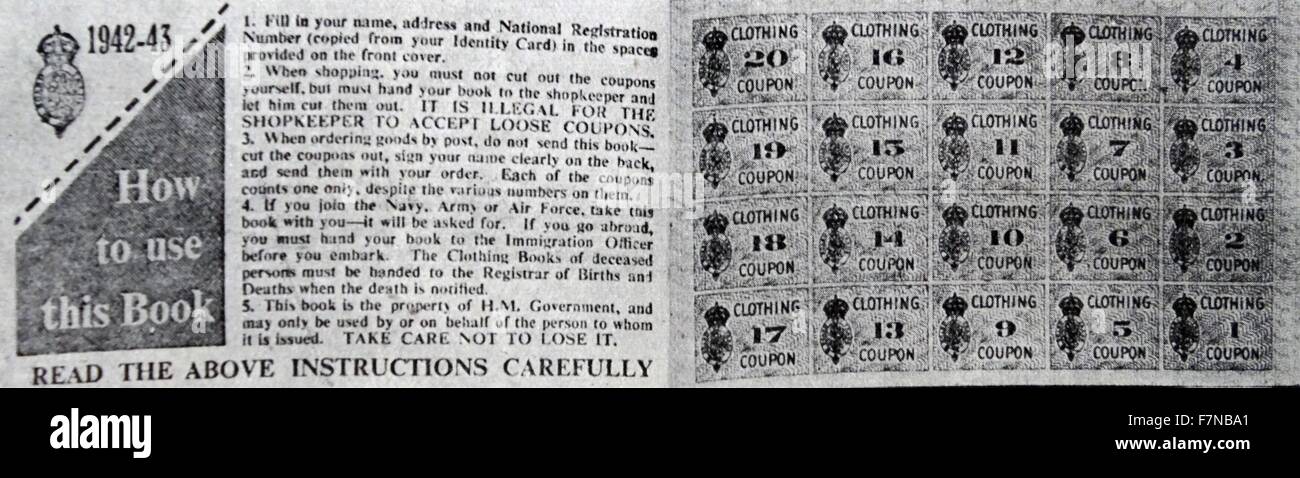 1942-43
How
to use
this Book
1. Fill in your name, address and National Registration
Number (copied from your Identity Card) in the spaces
provided on the front cover.
2. When shopping, you must not cut out the coupons
yourself, but must hand your book to the shopkeeper and
let him cut them out. IT IS ILLEGAL FOR THE
SHOPKEEPER TO ACCEPT LOOSE COUPONS.
3. When ordering goods by post, do not send this book—
cut the coupons out, sign your name clearly on the back,
and send them with your order. Each of the coupons
counts one only, despite the various numbers on them.
4. If you join the Navy, Army or Air Force, take this
book with you—it will be asked for. If you go abroad,
you must hand your book to the Immigration Officer
before you embark. The Clothing Books of deceased
persons must be handed to the Registrar of Births and
Deaths when the death is notified.
5. This book is the property of H.M. Government, and
may only be used by or on behalf of the person to whom
it is issued. TAKE CARE NOT TO LOSE IT.
READ THE ABOVE INSTRUCTIONS CAREFULLY
CLOTHING CLOTHING CLOTHING CLOTHING CLOTHING
20 16 12 8 4
COUPON COUPON COUPON COUPON COUPON
CLOTHING CLOTHING CLOTHING CLOTHING CLOTHING
19 15 11 7 3
COUPON COUPON COUPON COUPON COUPON
CLOTHING CLOTHING CLOTHING CLOTHING CLOTHING
18 14 10 6 2
COUPON COUPON COUPON COUPON COUPON
CLOTHING CLOTHING CLOTHING CLOTHING CLOTHING
17 13 9 5 1
COUPON COUPON COUPON COUPON COUPON
alamy stock photo
F7NBA1
www.alamy.com
a
alamy
a
a